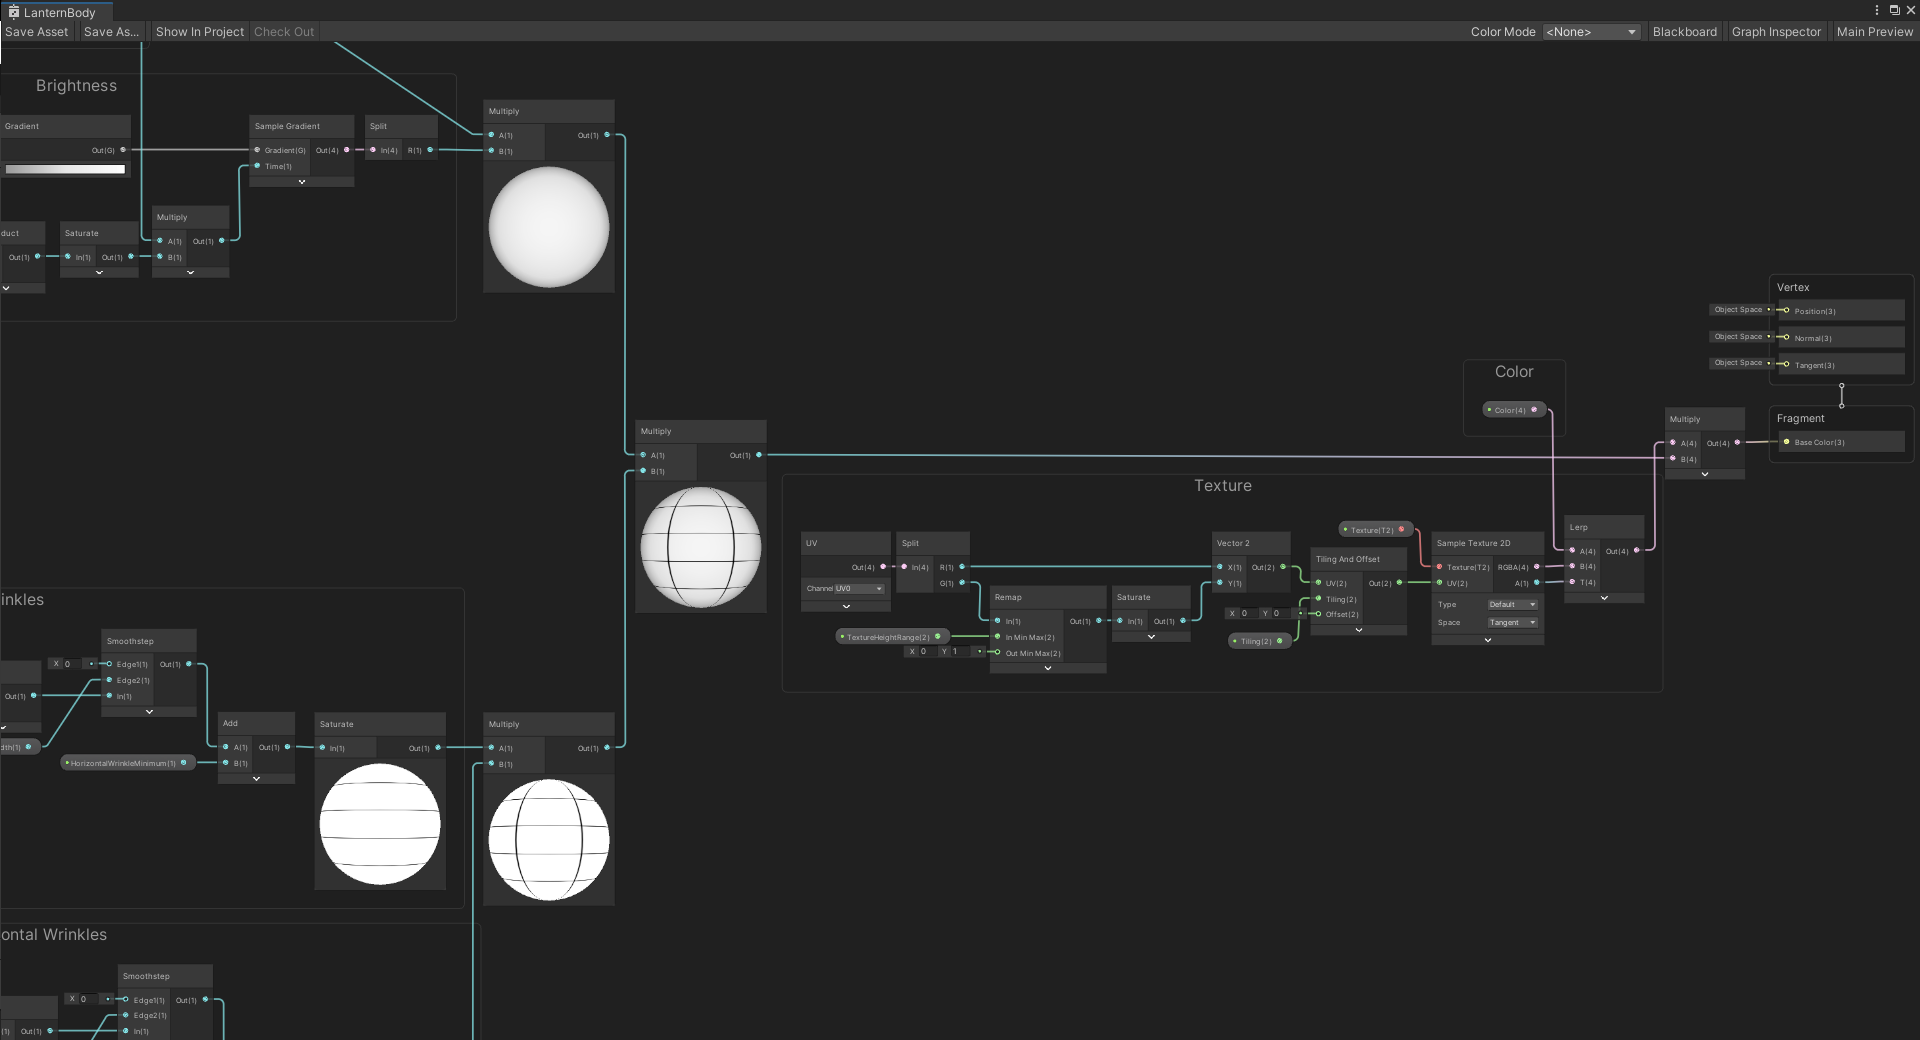 LanternBody
Save Asset
Save As...
Show In Project
Check Out
Color Mode
<None>
Blackboard
Graph Inspector
Main Preview
Brightness
Gradient
Out(G)
Sample Gradient
Gradient(G)
Out(4)
Time(1)
Split
In(4)
R(1)
Multiply
A(1)
Out(1)
B(1)
duct
Out(1)
Saturate
In(1)
Out(1)
Multiply
A(1)
Out(1)
B(1)
Multiply
A(1)
Out(1)
B(1)
Vertex
Object Space
Position(3)
Object Space
Normal(3)
Object Space
Tangent(3)
Fragment
Base Color(3)
Color
Color(4)
Multiply
A(4)
Out(4)
B(4)
Texture
UV
Out(4)
Channel
UV0
Split
In(4)
R(1)
G(1)
TextureHeightRange(2)
X 0 Y 1
Remap
In(1)
Out(1)
In Min Max(2)
Out Min Max(2)
Saturate
In(1)
Out(1)
Vector 2
X(1)
Out(2)
Y(1)
X 0 Y 0
Tiling(2)
Tiling And Offset
UV(2)
Out(2)
Tiling(2)
Offset(2)
Texture(T2)
Sample Texture 2D
Texture(T2)
RGBA(4)
UV(2)
A(1)
Type
Default
Space
Tangent
Lerp
A(4)
Out(4)
B(4)
T(4)
inkles
Out(1)
X 0
Smoothstep
Edge1(1)
Out(1)
Edge2(1)
In(1)
dth(1)
HorizontalWrinkleMinimum(1)
Add
A(1)
Out(1)
B(1)
Saturate
In(1)
Out(1)
Multiply
A(1)
Out(1)
B(1)
ontal Wrinkles
(1)
Out(1)
X 0
Smoothstep
Edge1(1)
Out(1)
Edge2(1)
In(1)